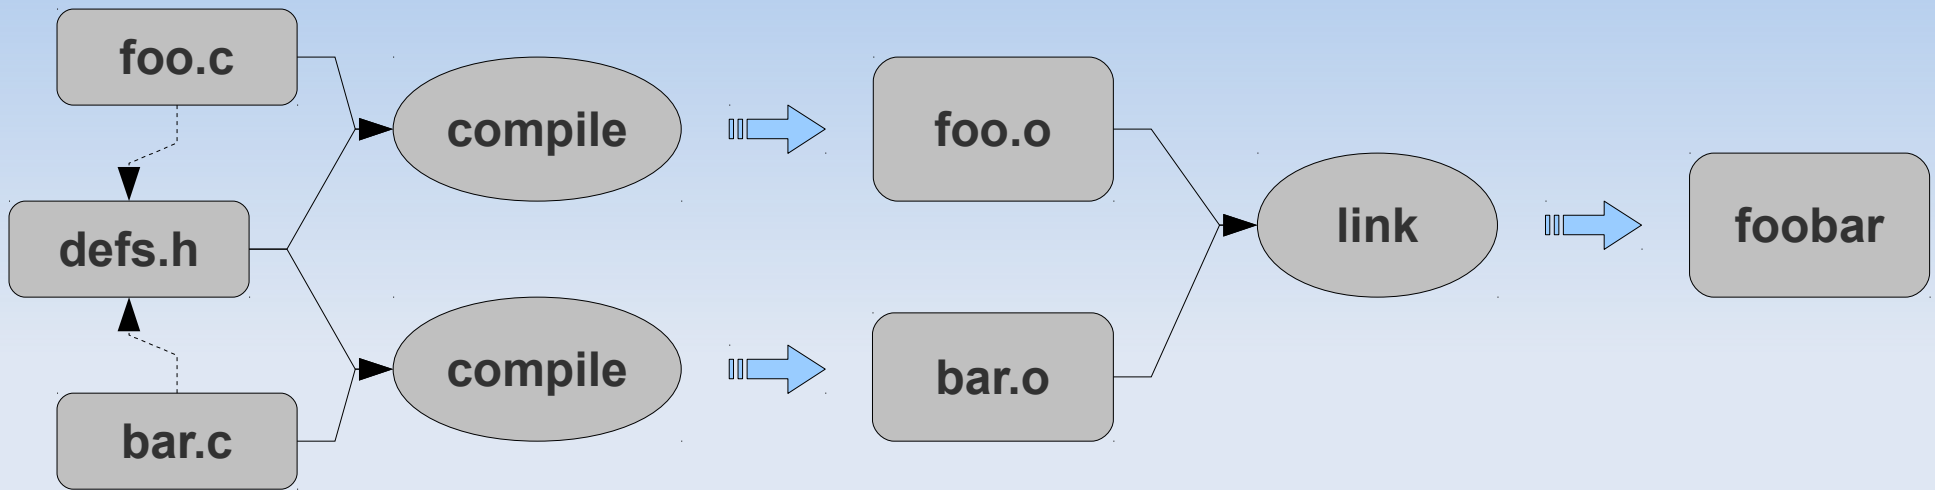 foo.c
compile
foo.o
defs.h
link
foobar
compile
bar.o
bar.c